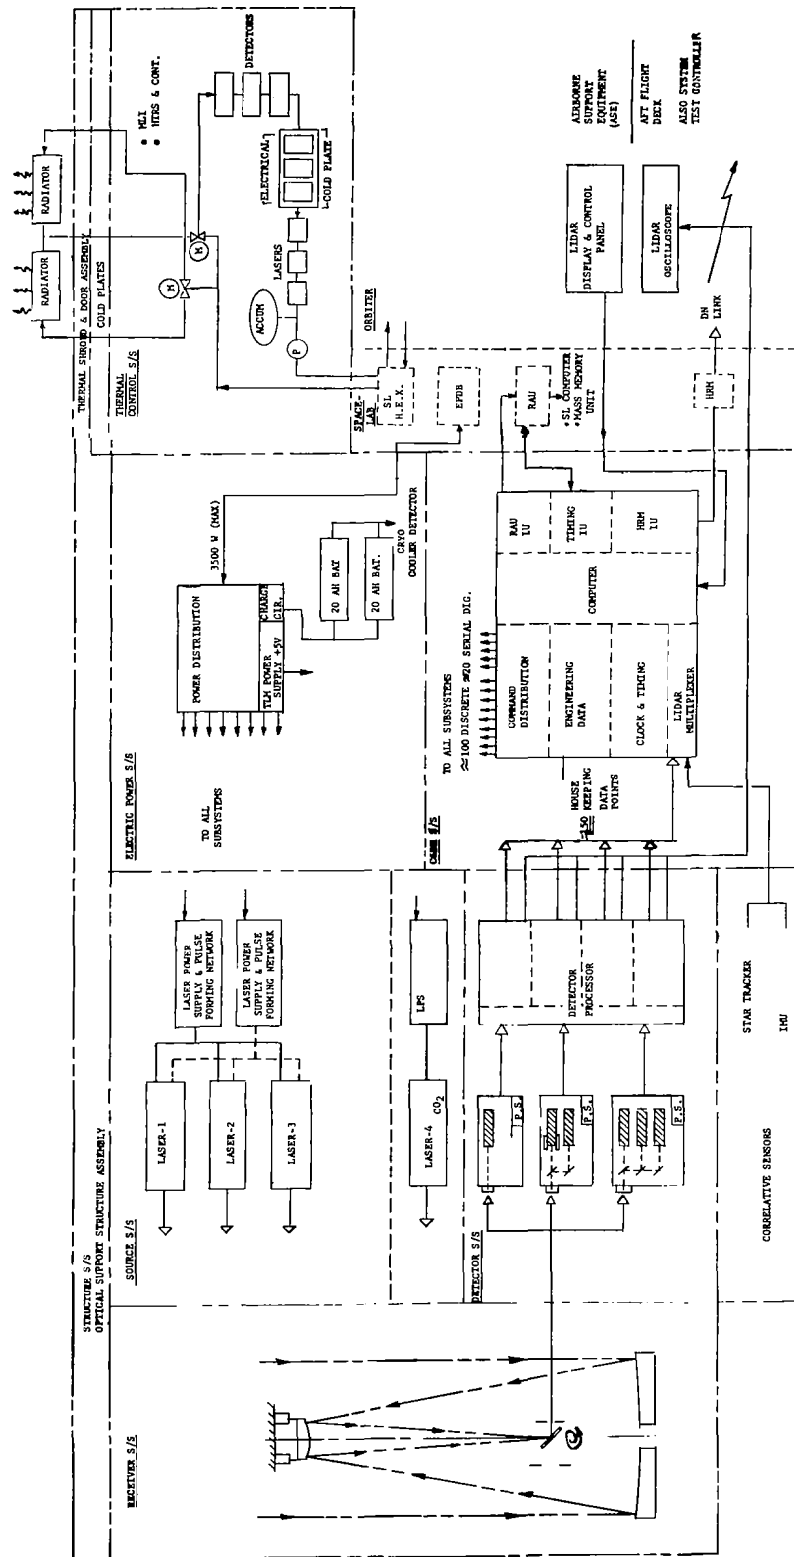 STRUCTURE S/S
OPTICAL SUPPORT STRUCTURE ASSEMBLY
THERMAL SHROUD & DOOR ASSEMBLY
COLD PLATES
RECEIVER S/S
SOURCE S/S
LASER-1
LASER-2
LASER-3
LASER POWER
SUPPLY & PULSE
FORMING NETWORK
LASER POWER
SUPPLY & PULSE
FORMING NETWORK
LASER-4
CO2
LPS
DETECTOR S/S
P.S.
P.S.
P.S.
DETECTOR
PROCESSOR
CORRELATIVE SENSORS
STAR TRACKER
IMU
ELECTRIC POWER S/S
TO ALL
SUBSYSTEMS
POWER DISTRIBUTION
TLM POWER
SUPPLY +5V
CHARGE
CIR.
3500 W (MAX)
20 AH BAT
20 AH BAT.
CRYO
COOLER DETECTOR
S/S
TO ALL SUBSYSTEMS
≈100 DISCRETE ≈20 SERIAL DIG.
COMMAND
DISTRIBUTION
ENGINEERING
DATA
CLOCK & TIMING
LIDAR
MULTIPLEXER
COMPUTER
RAU
IU
TIMING
IU
HRM
IU
HOUSE
≈150 KEEPING
DATA
POINTS
THERMAL
CONTROL S/S
RADIATOR
RADIATOR
M
M
• MLI
• HTRS & CONT.
DETECTORS
ELECTRICAL
COLD PLATE
LASERS
ACCUM
P
SPACE-
LAB
ORBITER
SL
H.E.X.
EPDB
RAU
•SL COMPUTER
•MASS MEMORY
UNIT
HRM
DN
LINK
LIDAR
DISPLAY & CONTROL
PANEL
LIDAR
OSCILLOSCOPE
AIRBORNE
SUPPORT
EQUIPMENT
(ASE)
AFT FLIGHT
DECK
ALSO SYSTEM
TEST CONTROLLER